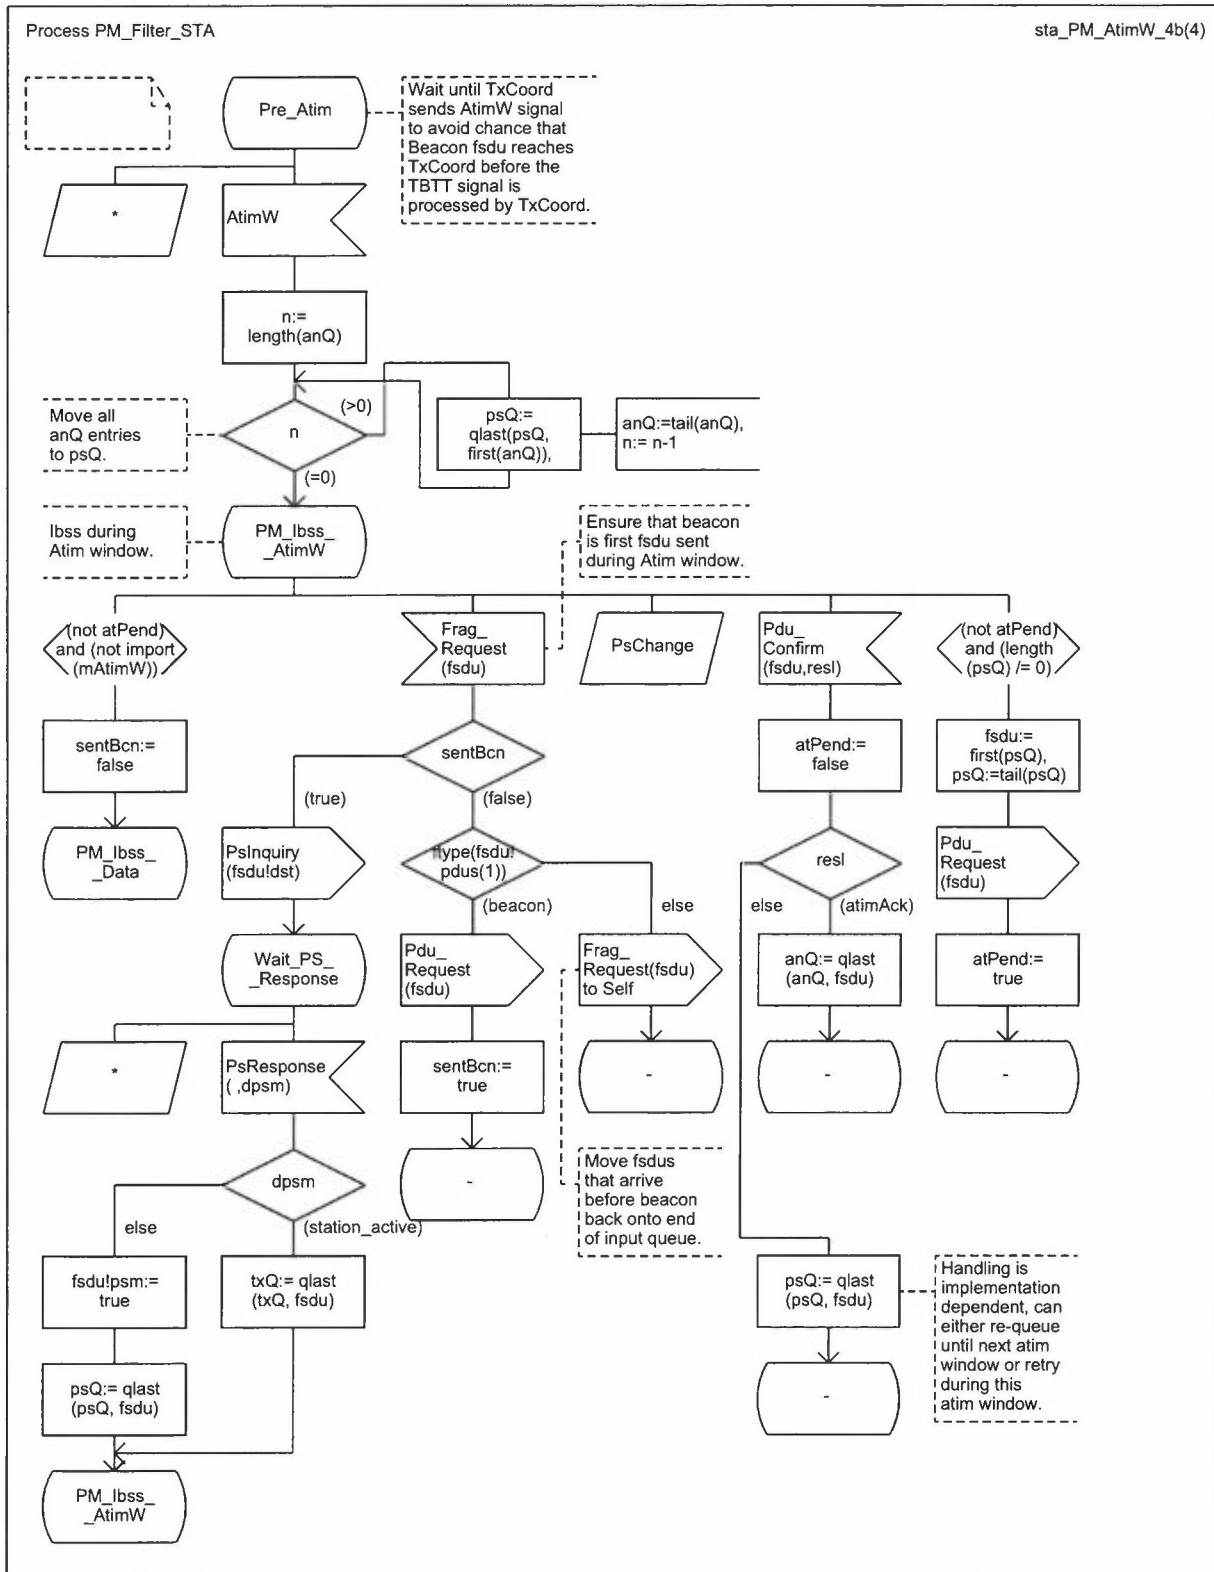 Process PM_Filter_STA
sta_PM_AtimW_4b(4)
Pre_Atim
Wait until TxCoord
sends AtimW signal
to avoid chance that
Beacon fsdu reaches
TxCoord before the
TBTT signal is
processed by TxCoord.
*
AtimW
n:=
length(anQ)
Move all
anQ entries
to psQ.
n
(>0)
(=0)
psQ:=
qlast(psQ,
first(anQ)),
anQ:=tail(anQ),
n:= n-1
Ibss during
Atim window.
PM_Ibss_
_AtimW
Ensure that beacon
is first fsdu sent
during Atim window.
(not atPend)
and (not import
(mAtimW))
Frag_
Request
(fsdu)
PsChange
Pdu_
Confirm
(fsdu,resl)
(not atPend)
and (length
(psQ) /= 0)
sentBcn:=
false
sentBcn
atPend:=
false
fsdu:=
first(psQ),
psQ:=tail(psQ)
(true)
(false)
PM_Ibss_
_Data
PsInquiry
(fsdu!dst)
ftype(fsdu!
pdus(1))
resl
Pdu_
Request
(fsdu)
(beacon)
else
else
(atimAck)
Wait_PS_
_Response
Pdu_
Request
(fsdu)
Frag_
Request(fsdu)
to Self
anQ:= qlast
(anQ, fsdu)
atPend:=
true
*
PsResponse
( ,dpsm)
sentBcn:=
true
-
-
-
dpsm
-
Move fsdus
that arrive
before beacon
back onto end
of input queue.
else
(station_active)
fsdu!psm:=
true
txQ:= qlast
(txQ, fsdu)
psQ:= qlast
(psQ, fsdu)
Handling is
implementation
dependent, can
either re-queue
until next atim
window or retry
during this
atim window.
psQ:= qlast
(psQ, fsdu)
-
PM_Ibss_
_AtimW